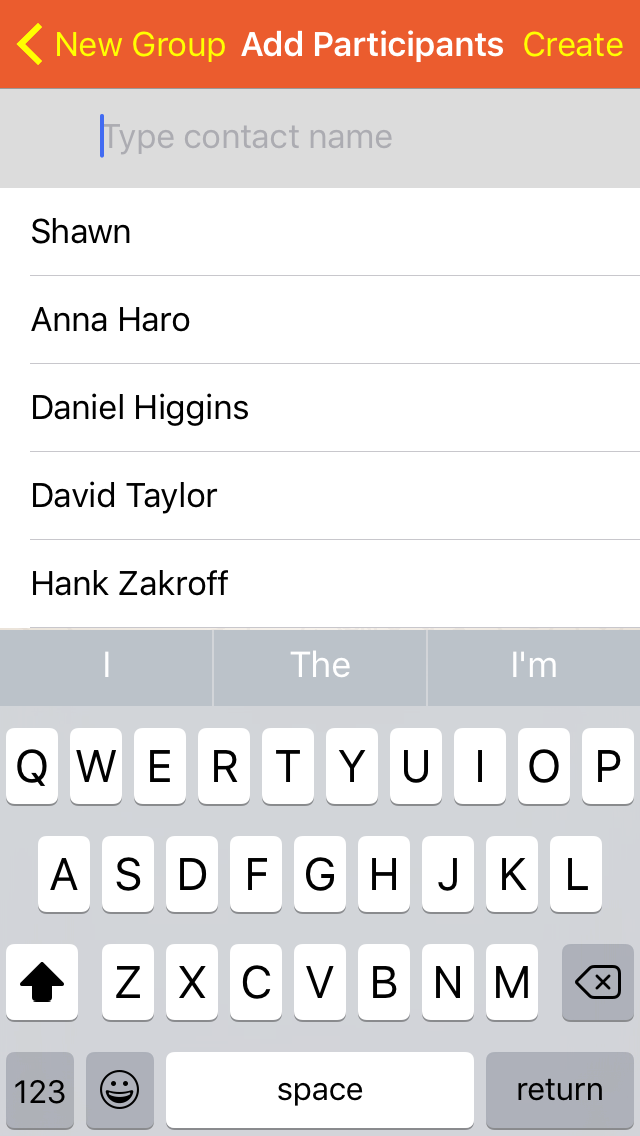 New Group Add Participants Create
Type contact name
Shawn
Anna Haro
Daniel Higgins
David Taylor
Hank Zakroff
I The I'm
Q W E R T Y U I O P
A S D F G H J K L
Z X C V B N M
123 space return